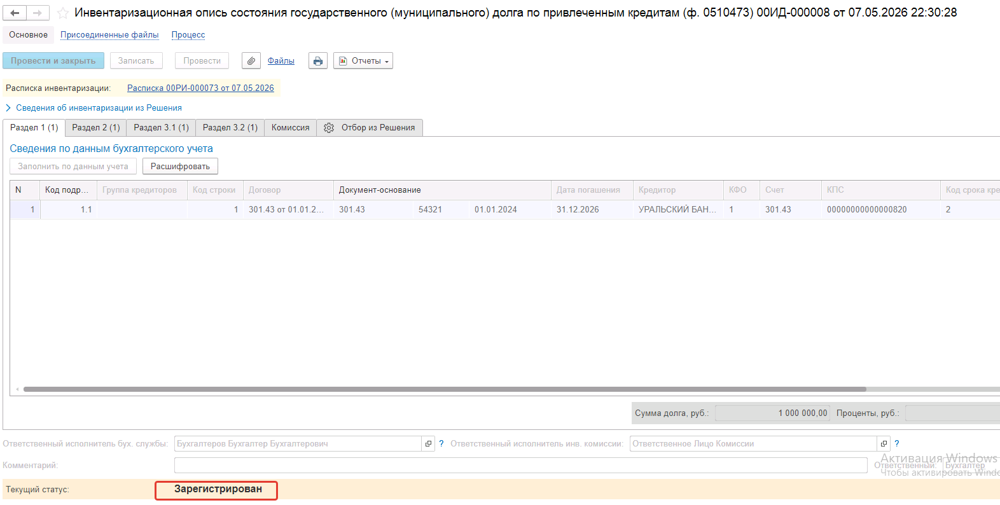 Инвентаризационная опись состояния государственного (муниципального) долга по привлеченным кредитам (ф. 0510473) 00ИД-000008 от 07.05.2026 22:30:28
Основное Присоединенные файлы Процесс
Провести и закрыть Записать Провести Файлы Отчеты
Расписка инвентаризации: Расписка 00РИ-000073 от 07.05.2026
Сведения об инвентаризации из Решения
Раздел 1 (1) Раздел 2 (1) Раздел 3.1 (1) Раздел 3.2 (1) Комиссия Отбор из Решения
Сведения по данным бухгалтерского учета
Заполнить по данным учета Расшифровать
N Код подр... Группа кредиторов Код строки Договор Документ-основание Дата погашения Кредитор КФО Счет КПС Код срока кре
1 1.1 1 301.43 от 01.01.2... 301.43 54321 01.01.2024 31.12.2026 УРАЛЬСКИЙ БАН... 1 301.43 00000000000000820 2
Сумма долга, руб.: 1 000 000,00 Проценты, руб.:
Ответственный исполнитель бух. службы: Бухгалтеров Бухгалтер Бухгалтерович ? Ответственный исполнитель инв. комиссии: Ответственное Лицо Комиссии ?
Активация Windows
Комментарий: Ответственный: Бухгалтер
Чтобы активировать Windo
Текущий статус: Зарегистрирован